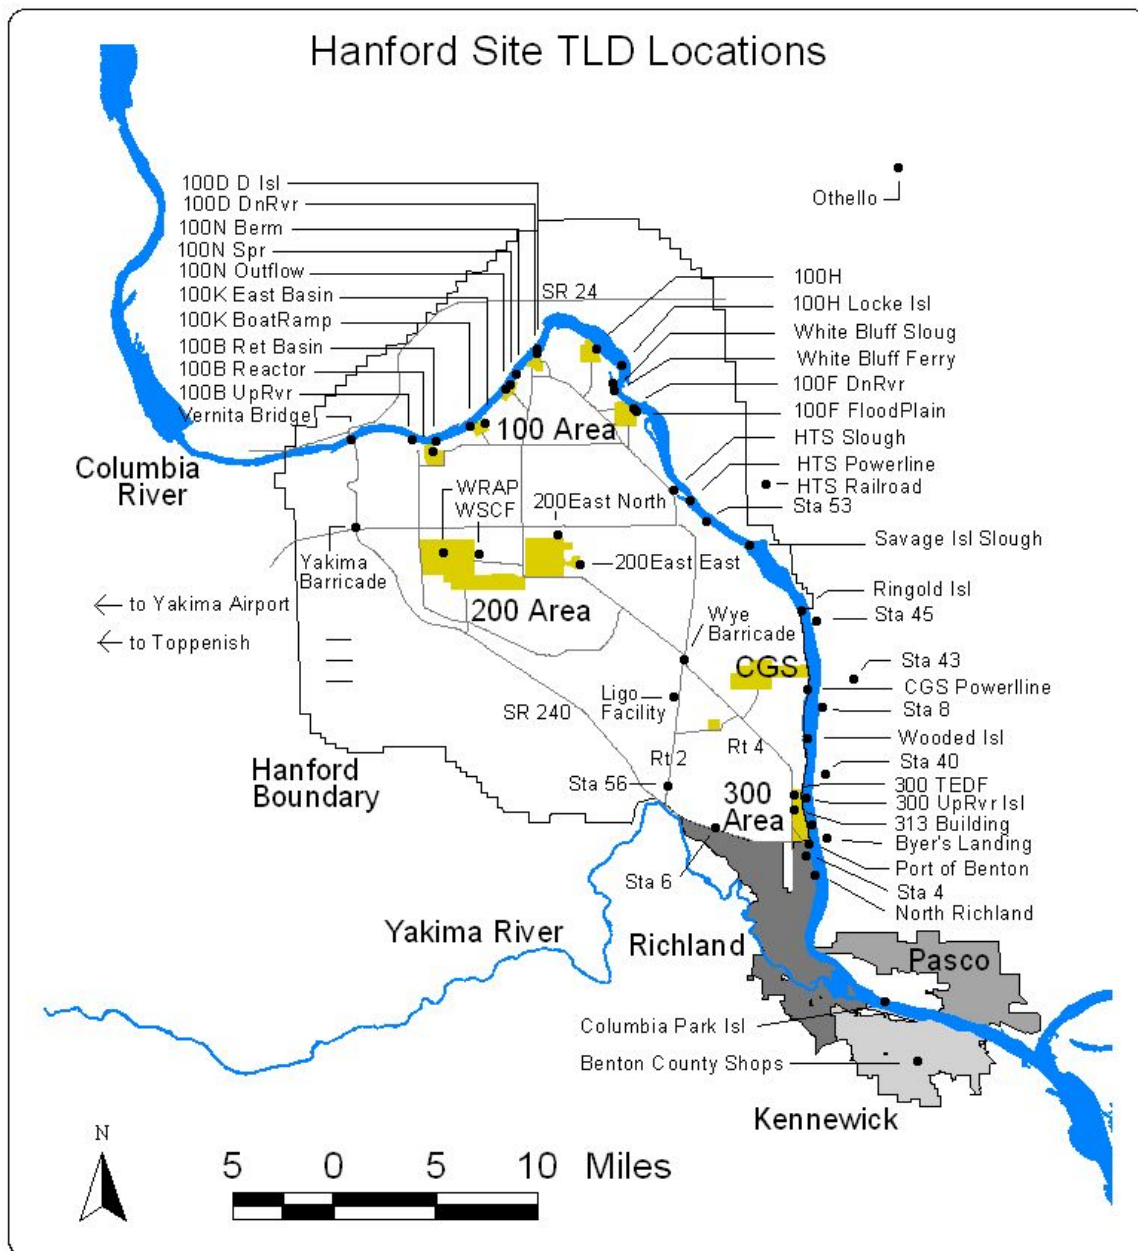 Hanford Site TLD Locations
Othello
100D D Isl
100D DnRvr
100N Berm
100N Spr
100N Outflow
100K East Basin
100K BoatRamp
100B Ret Basin
100B Reactor
100B UpRvr
Vernita Bridge
SR 24
100H
100H Locke Isl
White Bluff Sloug
White Bluff Ferry
100F DnRvr
100F FloodPlain
HTS Slough
HTS Powerline
HTS Railroad
Sta 53
Savage Isl Slough
Ringold Isl
Sta 45
Sta 43
CGS Powerlline
Sta 8
Wooded Isl
Sta 40
300 TEDF
300 UpRvr Isl
313 Building
Byer's Landing
Port of Benton
Sta 4
North Richland
100 Area
Columbia
River
WRAP
WSCF
200East North
200East East
Yakima
Barricade
200 Area
to Yakima Airport
to Toppenish
Wye
Barricade
CGS
Ligo
Facility
SR 240
Rt 2
Rt 4
Hanford
Boundary
Sta 56
300
Area
Sta 6
Yakima River
Richland
Pasco
Columbia Park Isl
Benton County Shops
Kennewick
N
5 0 5 10 Miles